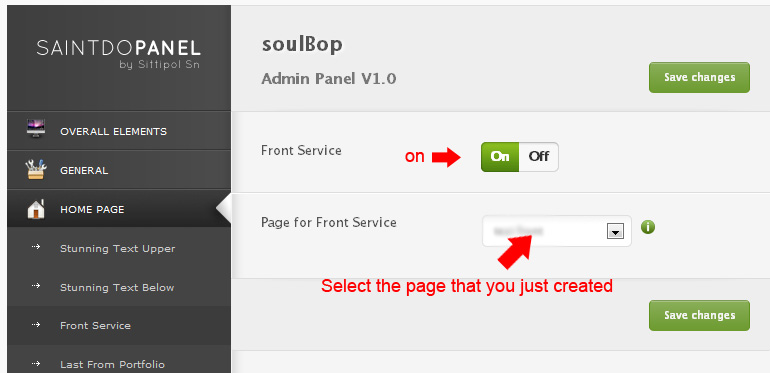 SAINTDOPANEL
by Sittipol Sn
OVERALL ELEMENTS
GENERAL
HOME PAGE
Stunning Text Upper
Stunning Text Below
Front Service
Last From Portfolio
soulBop
Admin Panel V1.0
Save changes
Front Service
on
On Off
Page for Front Service
Select the page that you just created
Save changes